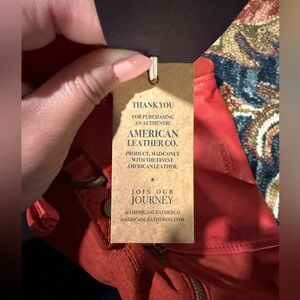 THANK YOU
FOR PURCHASING
AN AUTHENTIC
AMERICAN
LEATHER CO.
PRODUCT, MADE ONLY
WITH THE FINEST
AMERICAN LEATHER.
JOIN OUR
JOURNEY
@AMERICANLEATHERCO
AMERICANLEATHERCO.COM